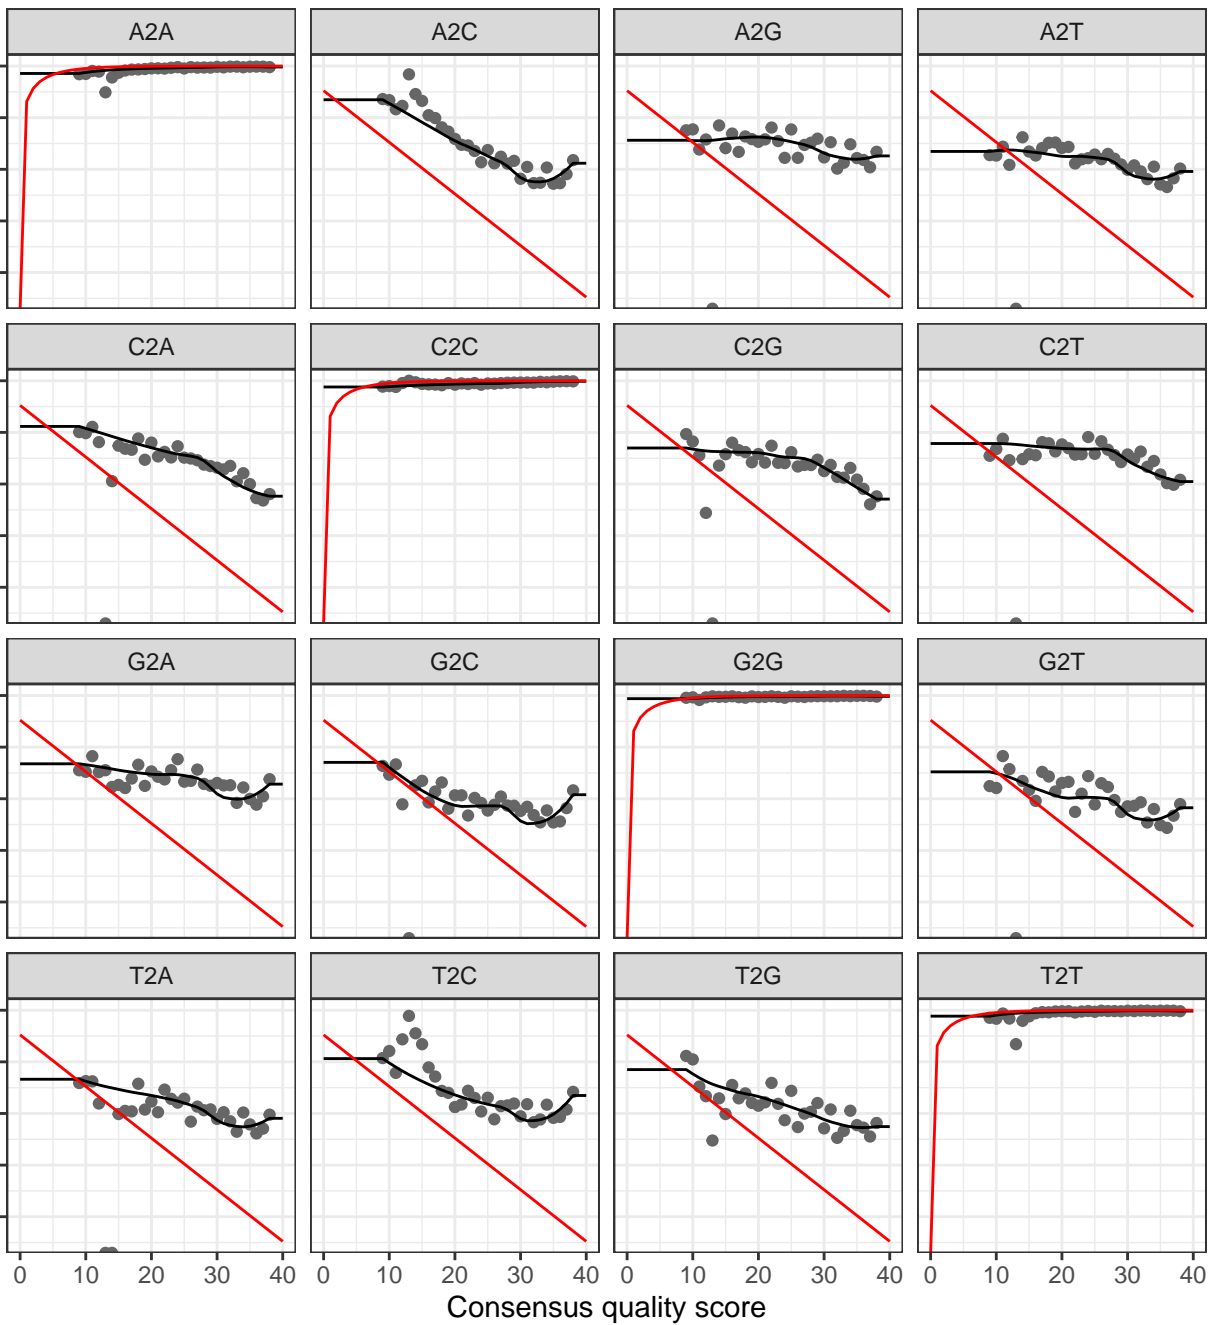 A2A A2C A2G A2T
C2A C2C C2G C2T
G2A G2C G2G G2T
T2A T2C T2G T2T
0 10 20 30 40 0 10 20 30 40 0 10 20 30 40 0 10 20 30 40
Consensus quality score